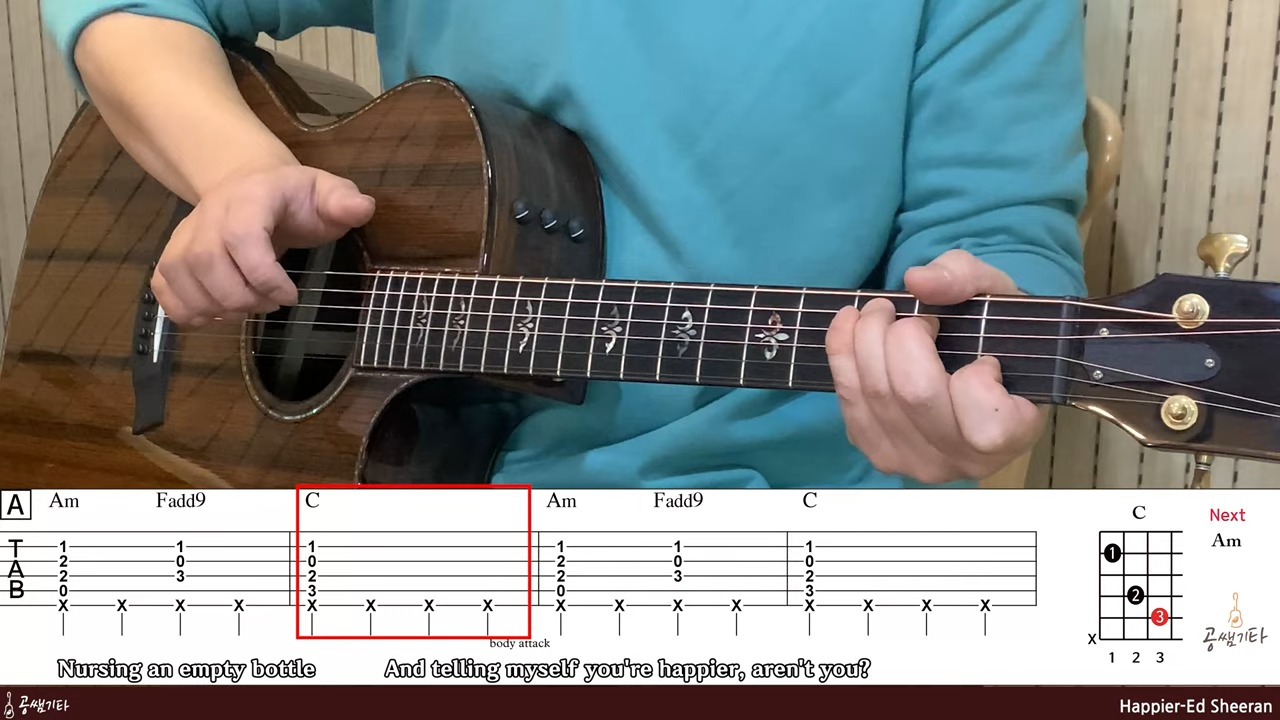 A Am Fadd9 C Am Fadd9 C
C Next
Am
T 1 1 1 1 1 1
A 2 0 0 2 0 0
2 3 2 2 3 2
B 0 3 0 3
x x x x x x x x x x x x x x x x
1
2
3
x
1 2 3
body attack
공쌤기타
Nursing an empty bottle And telling myself you're happier, aren't you?
공쌤기타 Happier-Ed Sheeran